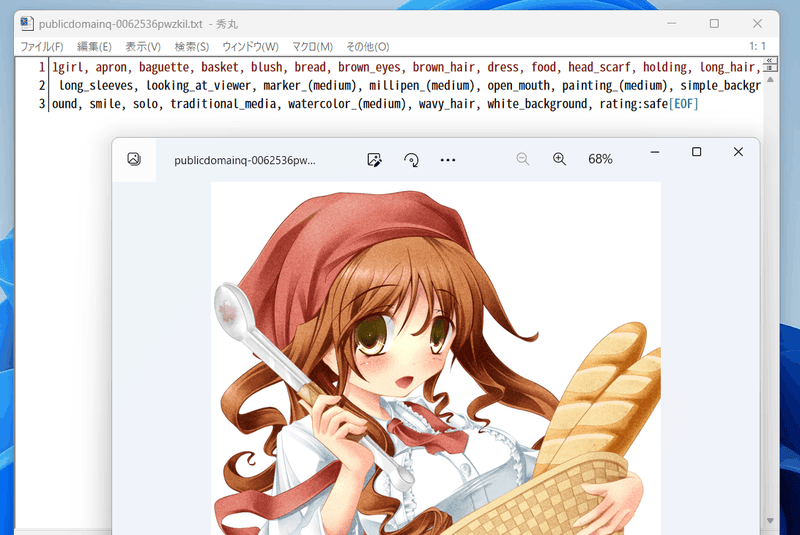 publicdomainq-0062536pwzkil.txt - 秀丸
ファイル(F) 編集(E) 表示(V) 検索(S) ウィンドウ(W) マクロ(M) その他(O) 1: 1
1 1girl, apron, baguette, basket, blush, bread, brown_eyes, brown_hair, dress, food, head_scarf, holding, long_hair,
2 long_sleeves, looking_at_viewer, marker_(medium), millipen_(medium), open_mouth, painting_(medium), simple_backgr
3 ound, smile, solo, traditional_media, watercolor_(medium), wavy_hair, white_background, rating:safe[EOF]
publicdomainq-0062536pw... 68%